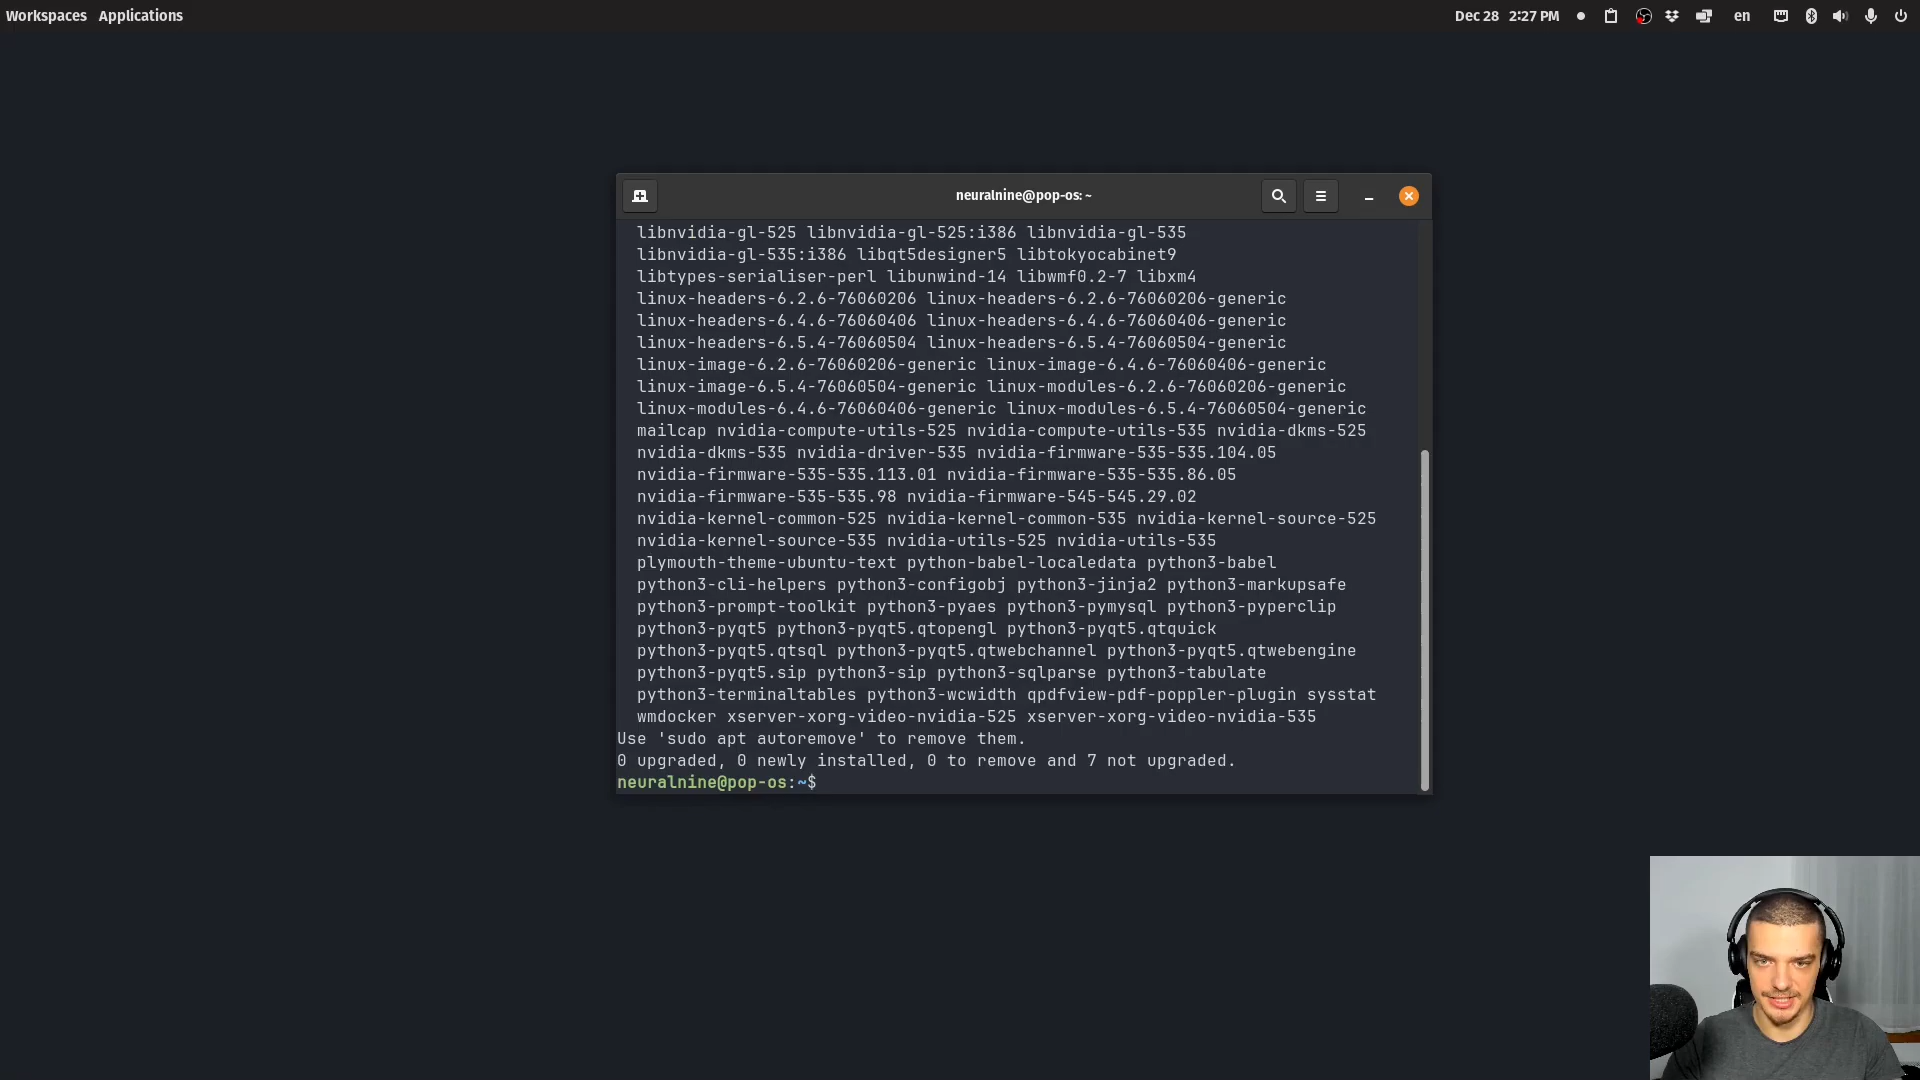 Workspaces Applications
Dec 28 2:27 PM
en
neuralnine@pop-os: ~
libnvidia-gl-525 libnvidia-gl-525:i386 libnvidia-gl-535
libnvidia-gl-535:i386 libqt5designer5 libtokyocabinet9
libtypes-serialiser-perl libunwind-14 libwmf0.2-7 libxm4
linux-headers-6.2.6-76060206 linux-headers-6.2.6-76060206-generic
linux-headers-6.4.6-76060406 linux-headers-6.4.6-76060406-generic
linux-headers-6.5.4-76060504 linux-headers-6.5.4-76060504-generic
linux-image-6.2.6-76060206-generic linux-image-6.4.6-76060406-generic
linux-image-6.5.4-76060504-generic linux-modules-6.2.6-76060206-generic
linux-modules-6.4.6-76060406-generic linux-modules-6.5.4-76060504-generic
mailcap nvidia-compute-utils-525 nvidia-compute-utils-535 nvidia-dkms-525
nvidia-dkms-535 nvidia-driver-535 nvidia-firmware-535-535.104.05
nvidia-firmware-535-535.113.01 nvidia-firmware-535-535.86.05
nvidia-firmware-535-535.98 nvidia-firmware-545-545.29.02
nvidia-kernel-common-525 nvidia-kernel-common-535 nvidia-kernel-source-525
nvidia-kernel-source-535 nvidia-utils-525 nvidia-utils-535
plymouth-theme-ubuntu-text python-babel-localedata python3-babel
python3-cli-helpers python3-configobj python3-jinja2 python3-markupsafe
python3-prompt-toolkit python3-pyaes python3-pymysql python3-pyperclip
python3-pyqt5 python3-pyqt5.qtopengl python3-pyqt5.qtquick
python3-pyqt5.qtsql python3-pyqt5.qtwebchannel python3-pyqt5.qtwebengine
python3-pyqt5.sip python3-sip python3-sqlparse python3-tabulate
python3-terminaltables python3-wcwidth qpdfview-pdf-poppler-plugin sysstat
wmdocker xserver-xorg-video-nvidia-525 xserver-xorg-video-nvidia-535
Use 'sudo apt autoremove' to remove them.
0 upgraded, 0 newly installed, 0 to remove and 7 not upgraded.
neuralnine@pop-os:~$